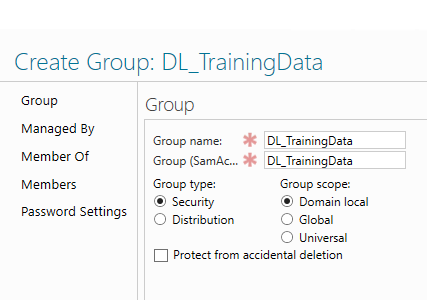 Create Group: DL_TrainingData
Group
Managed By
Member Of
Members
Password Settings
Group
Group name: * DL_TrainingData
Group (SamAc... * DL_TrainingData
Group type: Group scope:
Security Domain local
Distribution Global
Universal
Protect from accidental deletion